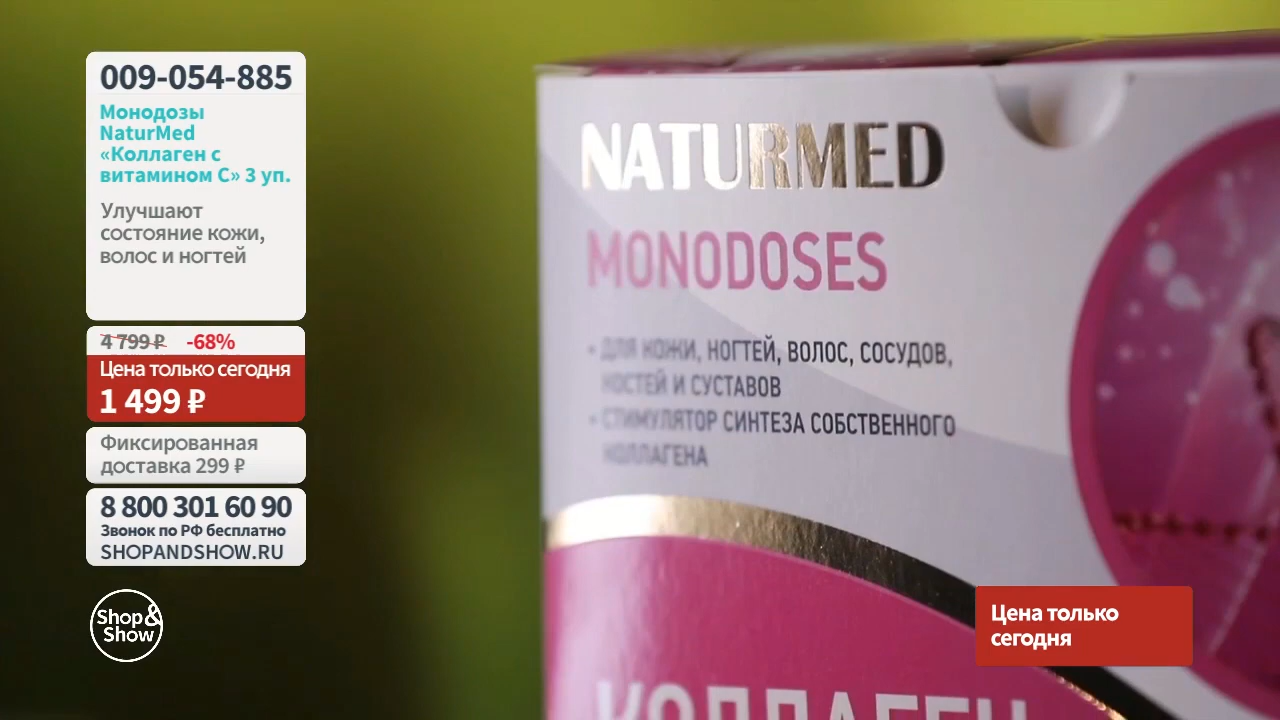 009-054-885
Монодозы
NaturMed
«Коллаген с
витамином С» 3 уп.
Улучшают
состояние кожи,
волос и ногтей
4 799 ₽ -68%
Цена только сегодня
1 499 ₽
Фиксированная
доставка 299 ₽
8 800 301 60 90
Звонок по РФ бесплатно
SHOPANDSHOW.RU
Shop&
Show
NATURMED
MONODOSES
• ДЛЯ КОЖИ, НОГТЕЙ, ВОЛОС, СОСУДОВ,
КОСТЕЙ И СУСТАВОВ
• СТИМУЛЯТОР СИНТЕЗА СОБСТВЕННОГО
КОЛЛАГЕНА
КОЛЛАГЕН
Цена только
сегодня